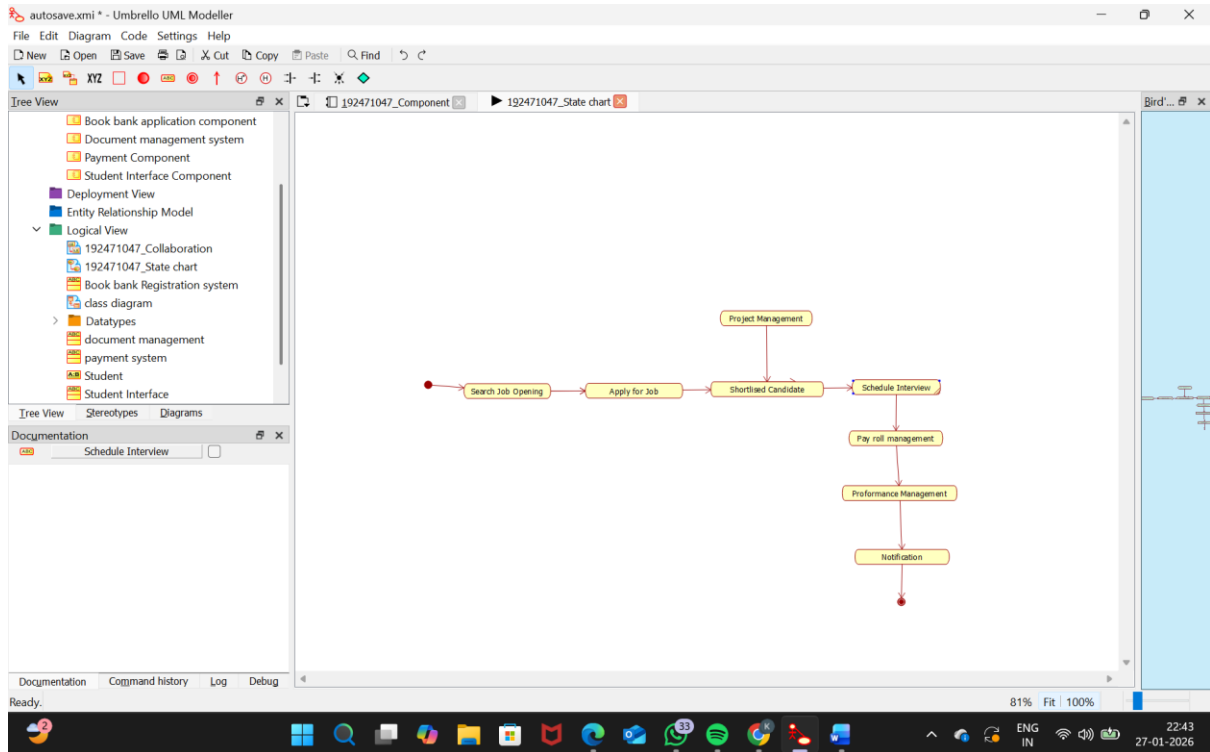 autosave.xmi * - Umbrello UML Modeller
File Edit Diagram Code Settings Help
New Open Save Cut Copy Paste Find
XYZ XYZ ABC
Tree View
192471047_Component
192471047_State chart
Bird'...
Book bank application component
Document management system
Payment Component
Student Interface Component
Deployment View
Entity Relationship Model
Logical View
192471047_Collaboration
192471047_State chart
Book bank Registration system
class diagram
Datatypes
document management
payment system
Student
Student Interface
Tree View Stereotypes Diagrams
Documentation
ABC Schedule Interview
Project Management
Search Job Opening
Apply for Job
Shortlised Candidate
Schedule Interview
Pay roll management
Proformance Management
Notification
Documentation Command history Log Debug
Ready.
81% Fit 100%
2
33
K
ENG
IN
22:43
27-01-2026